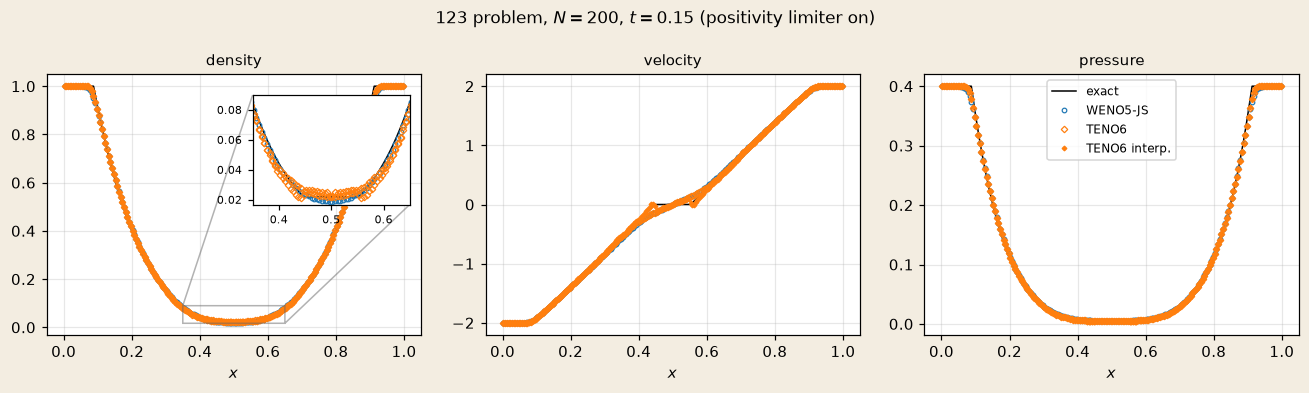 123 problem, N = 200, t = 0.15 (positivity limiter on)
density
1.0
0.8
0.6
0.4
0.2
0.0
0.08
0.06
0.04
0.02
0.4 0.5 0.6
0.0 0.2 0.4 0.6 0.8 1.0
x
velocity
2
1
0
−1
−2
0.0 0.2 0.4 0.6 0.8 1.0
x
pressure
0.4
0.3
0.2
0.1
0.0
exact
WENO5-JS
TENO6
TENO6 interp.
0.0 0.2 0.4 0.6 0.8 1.0
x